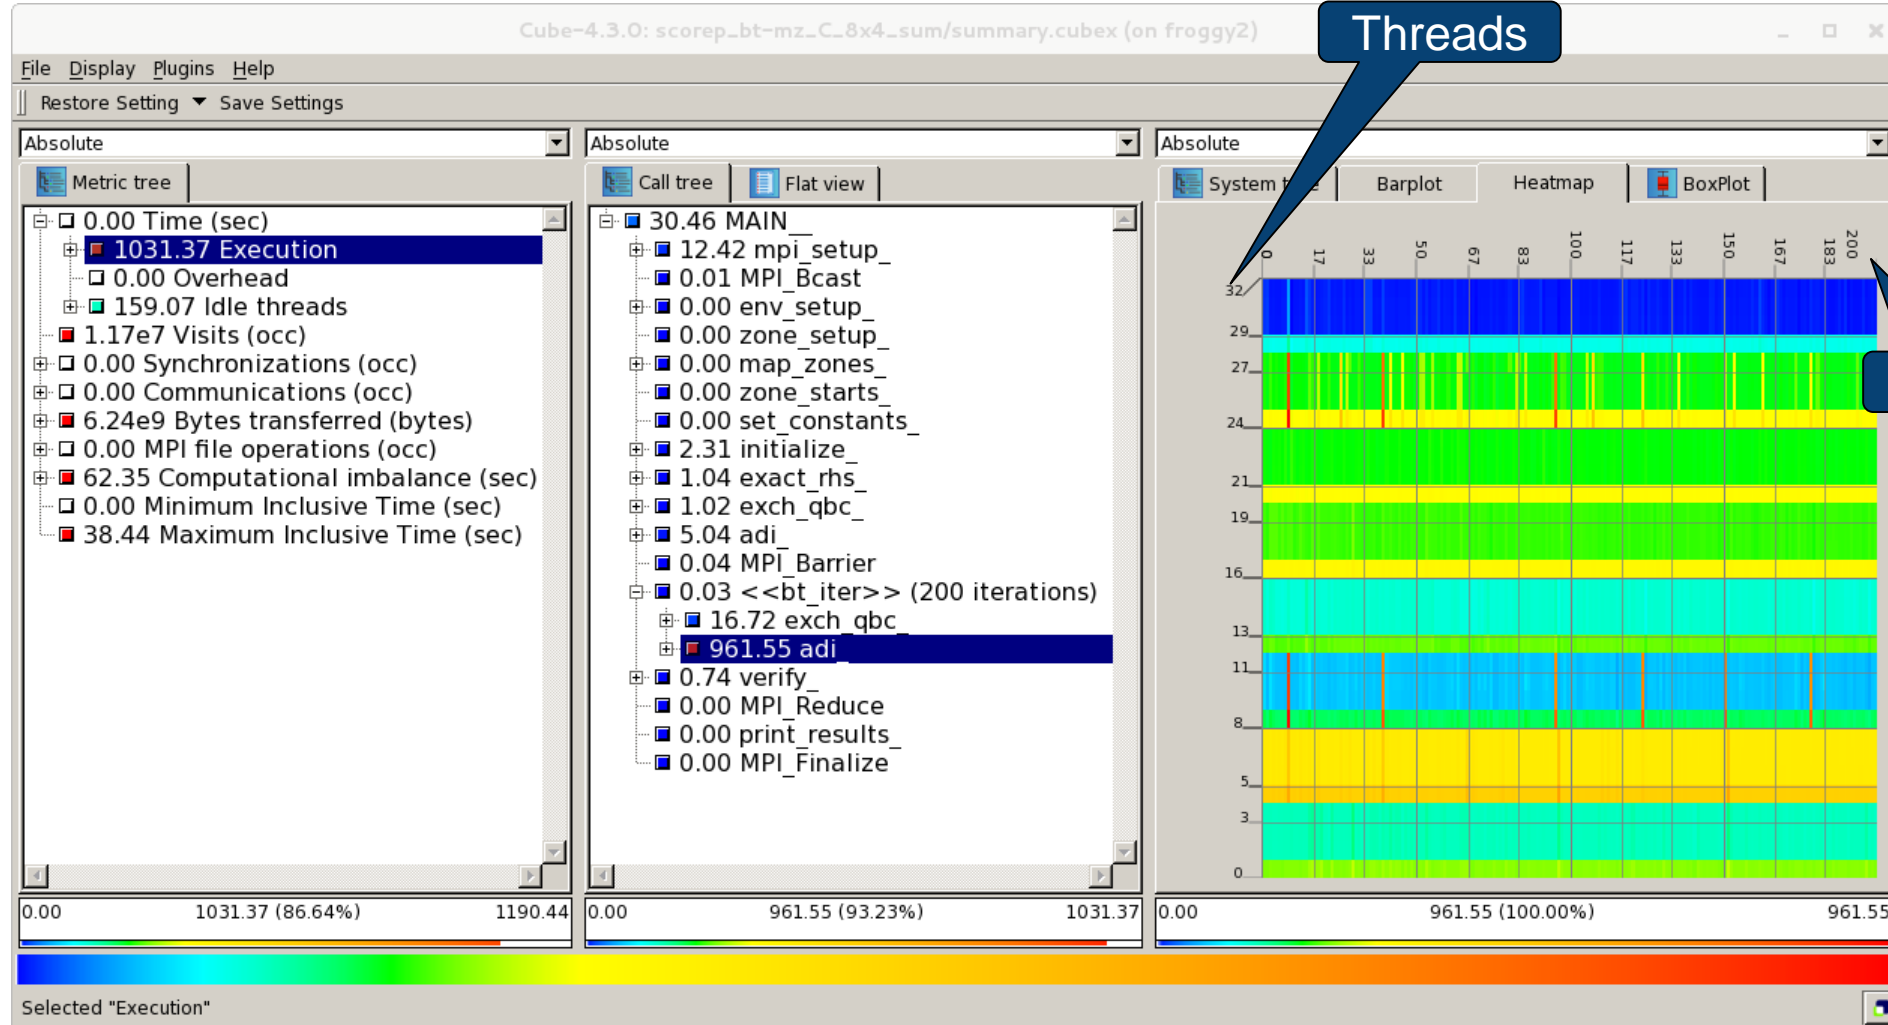 Cube-4.3.0: scorep_bt-mz_C_8x4_sum/summary.cubex (on froggy2)
Threads
File Display Plugins Help
Restore Setting Save Settings
Absolute
Absolute
Absolute
Metric tree
Call tree
Flat view
System
Barplot
Heatmap
BoxPlot
0.00 Time (sec)
1031.37 Execution
0.00 Overhead
159.07 Idle threads
1.17e7 Visits (occ)
0.00 Synchronizations (occ)
0.00 Communications (occ)
6.24e9 Bytes transferred (bytes)
0.00 MPI file operations (occ)
62.35 Computational imbalance (sec)
0.00 Minimum Inclusive Time (sec)
38.44 Maximum Inclusive Time (sec)
30.46 MAIN__
12.42 mpi_setup_
0.01 MPI_Bcast
0.00 env_setup_
0.00 zone_setup_
0.00 map_zones_
0.00 zone_starts_
0.00 set_constants_
2.31 initialize_
1.04 exact_rhs_
1.02 exch_qbc_
5.04 adi_
0.04 MPI_Barrier
0.03 <<bt_iter>> (200 iterations)
16.72 exch_qbc_
961.55 adi_
0.74 verify_
0.00 MPI_Reduce
0.00 print_results_
0.00 MPI_Finalize
0 17 33 50 67 83 100 117 133 150 167 183 200
32
29
27
24
21
19
16
13
11
8
5
3
0
0.00 1031.37 (86.64%) 1190.44
0.00 961.55 (93.23%) 1031.37
0.00 961.55 (100.00%) 961.55
Selected "Execution"